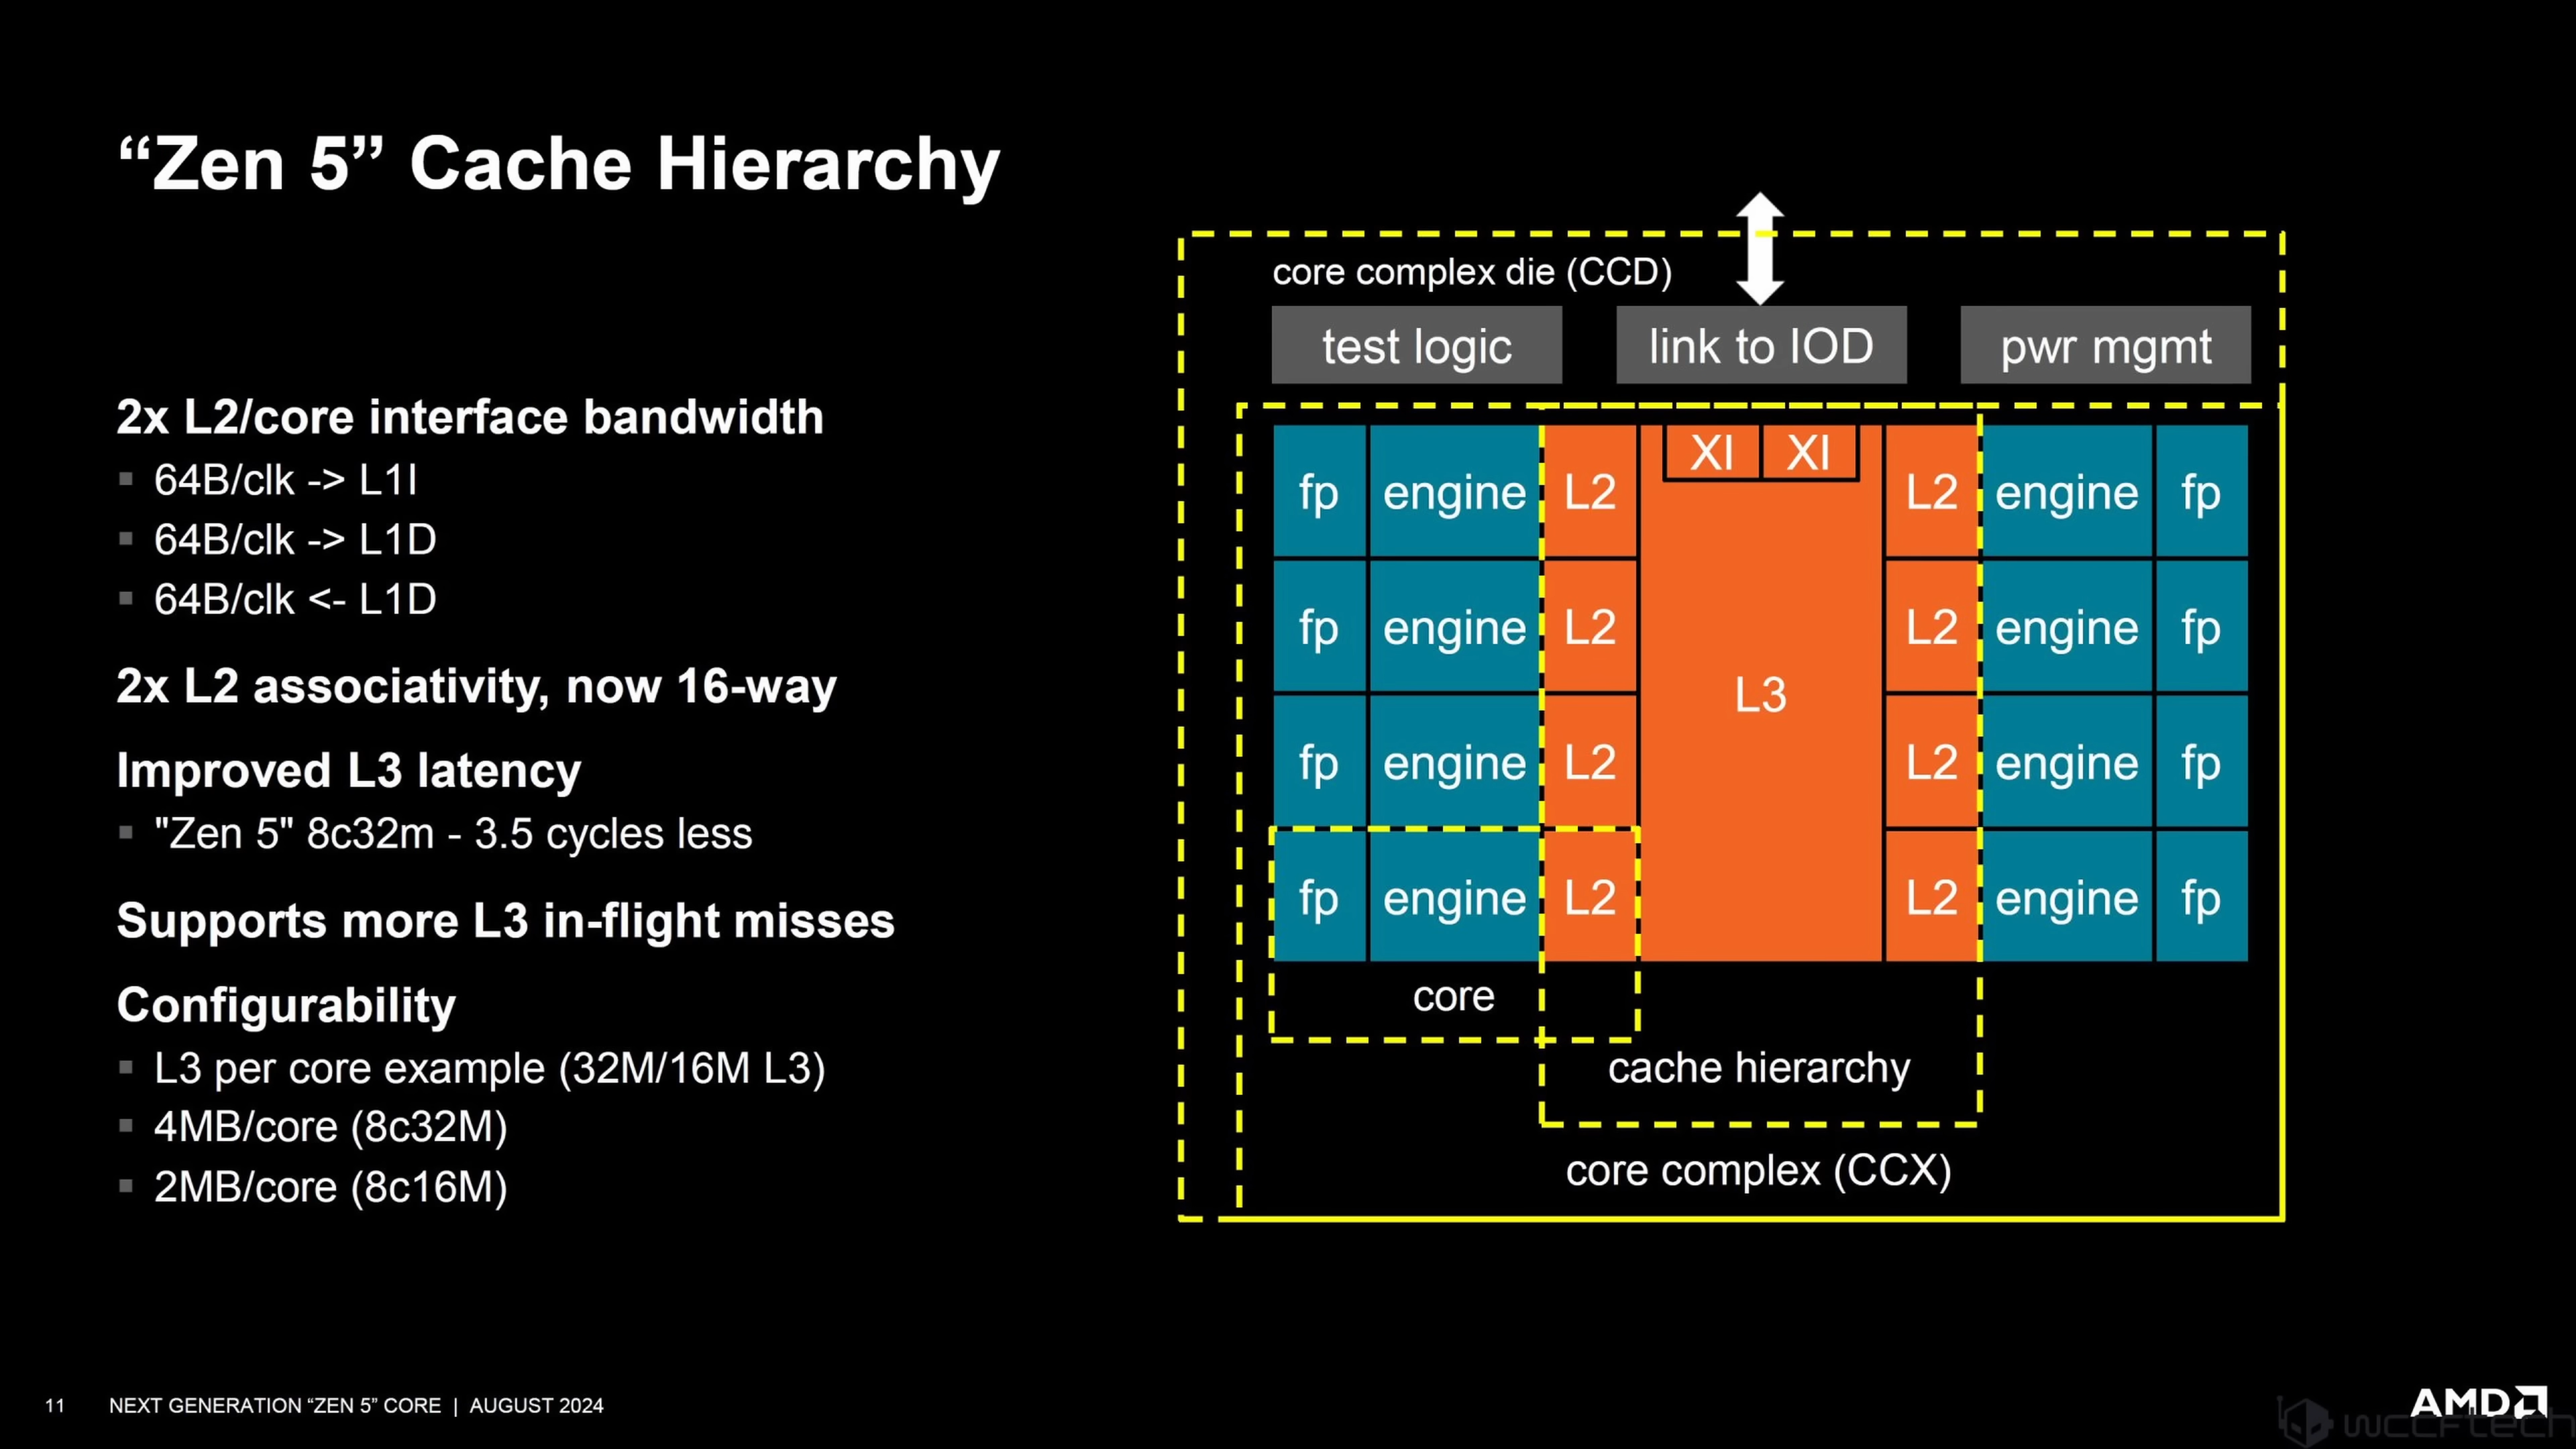 “Zen 5” Cache Hierarchy
2x L2/core interface bandwidth
64B/clk -> L1I
64B/clk -> L1D
64B/clk <- L1D
2x L2 associativity, now 16-way
Improved L3 latency
"Zen 5" 8c32m - 3.5 cycles less
Supports more L3 in-flight misses
Configurability
L3 per core example (32M/16M L3)
4MB/core (8c32M)
2MB/core (8c16M)
core complex die (CCD)
test logic link to IOD pwr mgmt
XI XI
fp engine L2 L2 engine fp
fp engine L2 L2 engine fp
L3
fp engine L2 L2 engine fp
fp engine L2 L2 engine fp
core
cache hierarchy
core complex (CCX)
11 NEXT GENERATION “ZEN 5” CORE | AUGUST 2024
AMD
wccftech